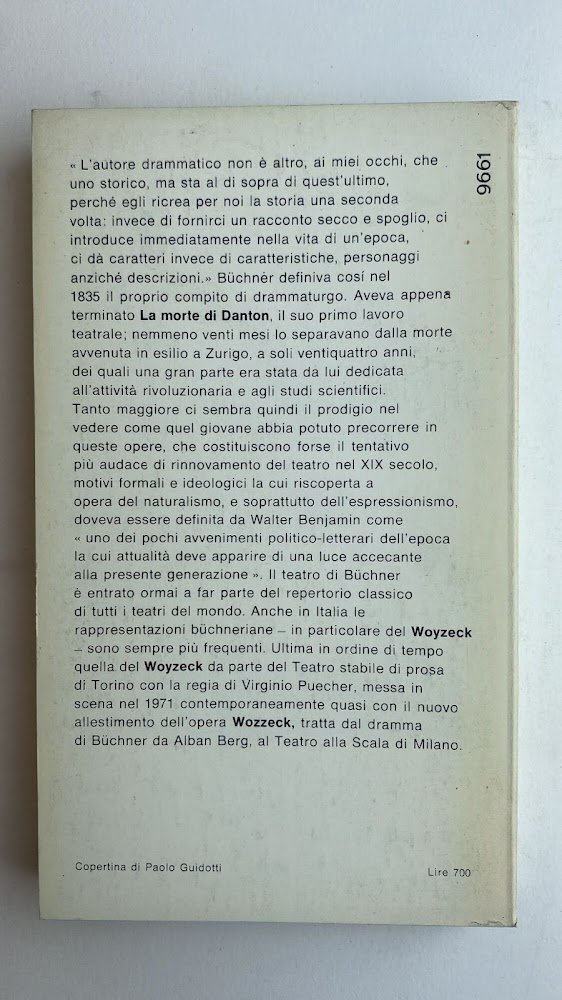 « L'autore drammatico non è altro, ai miei occhi, che
uno storico, ma sta al di sopra di quest'ultimo,
perché egli ricrea per noi la storia una seconda
volta: invece di fornirci un racconto secco e spoglio, ci
introduce immediatamente nella vita di un'epoca,
ci dà caratteri invece di caratteristiche, personaggi
anziché descrizioni.» Büchner definiva cosí nel
1835 il proprio compito di drammaturgo. Aveva appena
terminato La morte di Danton, il suo primo lavoro
teatrale; nemmeno venti mesi lo separavano dalla morte
avvenuta in esilio a Zurigo, a soli ventiquattro anni,
dei quali una gran parte era stata da lui dedicata
all'attività rivoluzionaria e agli studi scientifici.
Tanto maggiore ci sembra quindi il prodigio nel
vedere come quel giovane abbia potuto precorrere in
queste opere, che costituiscono forse il tentativo
più audace di rinnovamento del teatro nel XIX secolo,
motivi formali e ideologici la cui riscoperta a
opera del naturalismo, e soprattutto dell'espressionismo,
doveva essere definita da Walter Benjamin come
« uno dei pochi avvenimenti politico-letterari dell'epoca
la cui attualità deve apparire di una luce accecante
alla presente generazione ». Il teatro di Büchner
è entrato ormai a far parte del repertorio classico
di tutti i teatri del mondo. Anche in Italia le
rappresentazioni büchneriane – in particolare del Woyzeck
– sono sempre più frequenti. Ultima in ordine di tempo
quella del Woyzeck da parte del Teatro stabile di prosa
di Torino con la regia di Virginio Puecher, messa in
scena nel 1971 contemporaneamente quasi con il nuovo
allestimento dell'opera Wozzeck, tratta dal dramma
di Büchner da Alban Berg, al Teatro alla Scala di Milano.
Copertina di Paolo Guidotti
Lire 700
9661